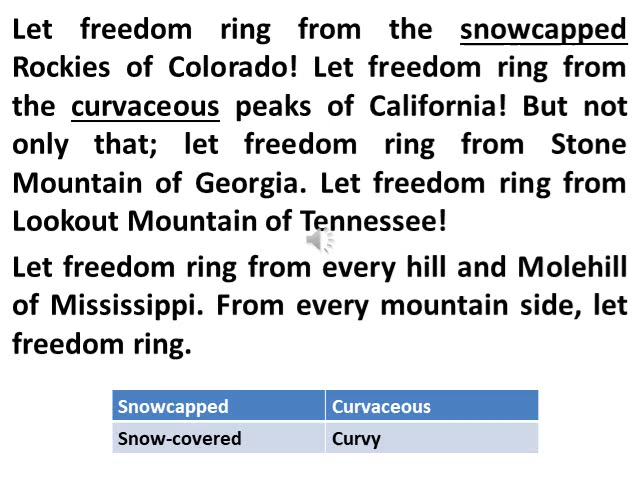 Let freedom ring from the snowcapped
Rockies of Colorado! Let freedom ring from
the curvaceous peaks of California! But not
only that; let freedom ring from Stone
Mountain of Georgia. Let freedom ring from
Lookout Mountain of Tennessee!
Let freedom ring from every hill and Molehill
of Mississippi. From every mountain side, let
freedom ring.
Snowcapped Curvaceous
Snow-covered Curvy